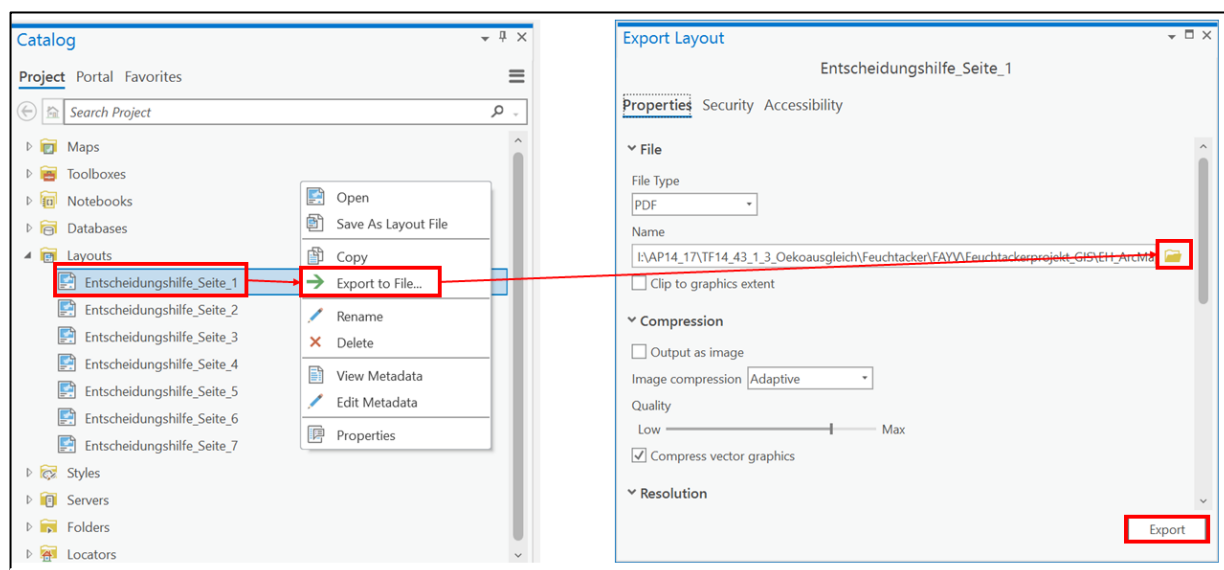 Catalog
Project Portal Favorites
Search Project
Maps
Toolboxes
Notebooks
Databases
Layouts
Entscheidungshilfe_Seite_1
Entscheidungshilfe_Seite_2
Entscheidungshilfe_Seite_3
Entscheidungshilfe_Seite_4
Entscheidungshilfe_Seite_5
Entscheidungshilfe_Seite_6
Entscheidungshilfe_Seite_7
Styles
Servers
Folders
Locators
Open
Save As Layout File
Copy
Export to File...
Rename
Delete
View Metadata
Edit Metadata
Properties
Export Layout
Entscheidungshilfe_Seite_1
Properties Security Accessibility
File
File Type
PDF
Name
I:\AP14_17\TF14_43_1_3_Oekoausgleich\Feuchtacker\FAYV\Feuchtackerprojekt_GIS\EH_ArcMa
Clip to graphics extent
Compression
Output as image
Image compression Adaptive
Quality
Low Max
Compress vector graphics
Resolution
Export